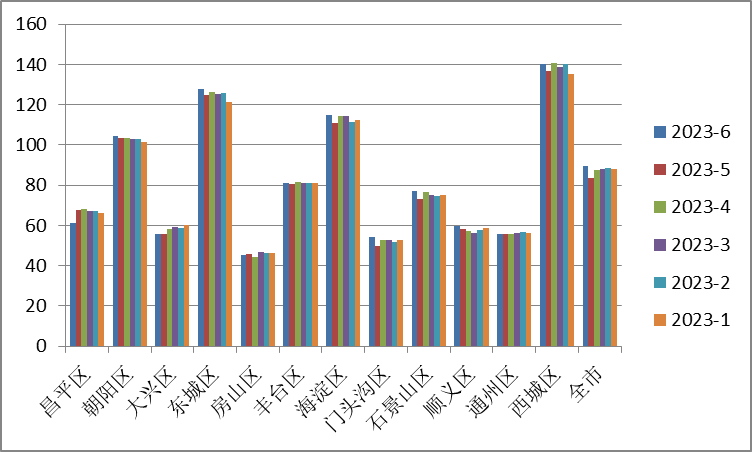 160
140
120
100
80
60
40
20
0
昌平区
朝阳区
大兴区
东城区
房山区
丰台区
海淀区
门头沟区
石景山区
顺义区
通州区
西城区
全市
2023-6
2023-5
2023-4
2023-3
2023-2
2023-1